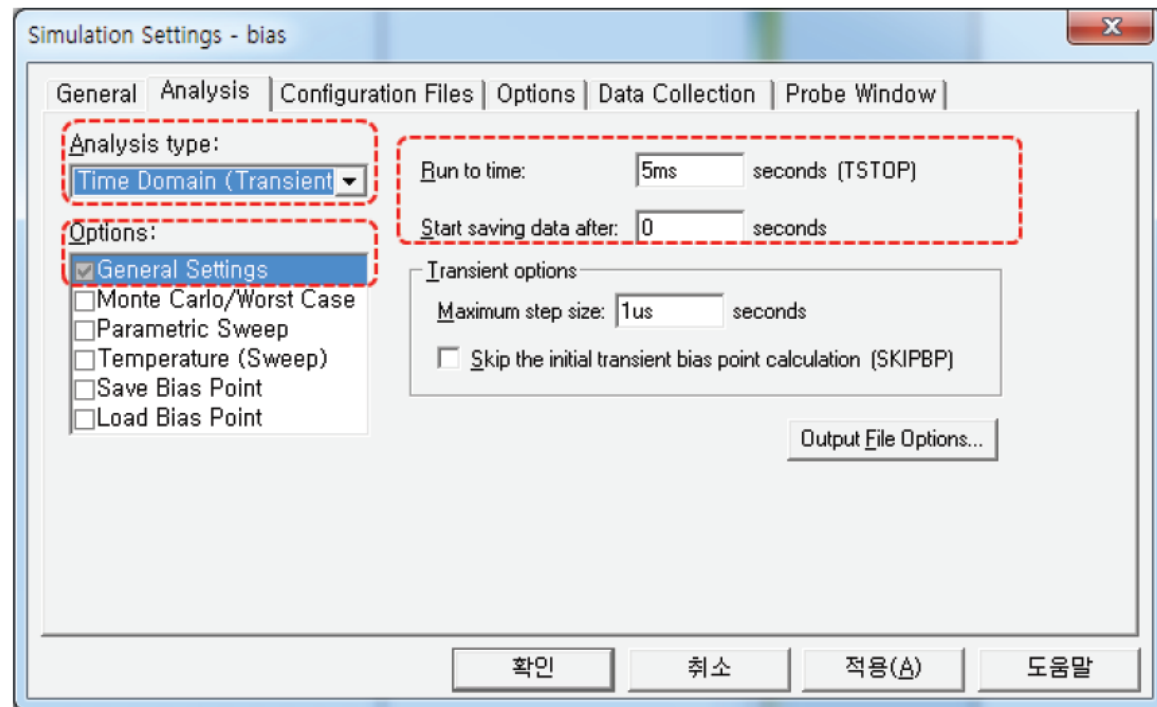 Simulation Settings - bias
General
Analysis
Configuration Files
Options
Data Collection
Probe Window
Analysis type:
Time Domain (Transient
Options:
General Settings
Monte Carlo/Worst Case
Parametric Sweep
Temperature (Sweep)
Save Bias Point
Load Bias Point
Run to time: 5ms seconds (TSTOP)
Start saving data after: 0 seconds
Transient options
Maximum step size: 1us seconds
Skip the initial transient bias point calculation (SKIPBP)
Output File Options...
확인
취소
적용(A)
도움말